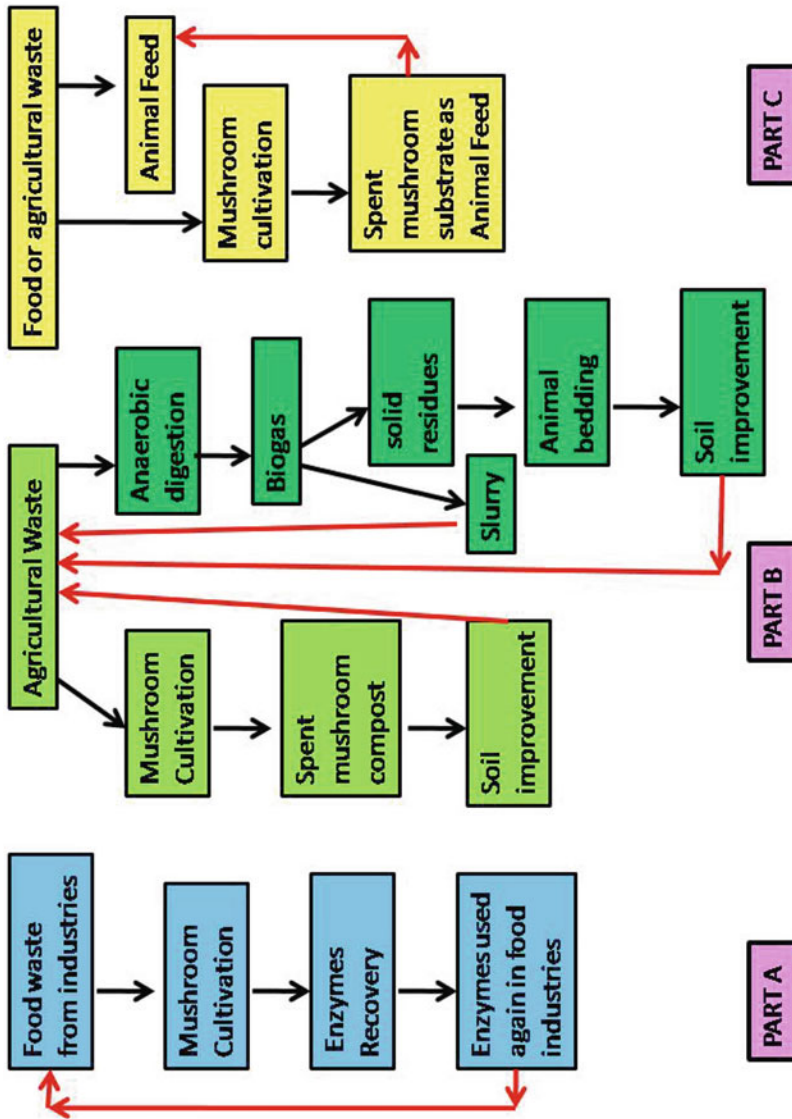 Food waste
from industries
Mushroom
Cultivation
Enzymes
Recovery
Enzymes used
again in food
industries
PART A
Agricultural Waste
Mushroom
Cultivation
Spent
mushroom
compost
Soil
improvement
Anaerobic
digestion
Biogas
Slurry
solid
residues
Animal
bedding
Soil
improvement
PART B
Food or agricultural waste
Animal Feed
Mushroom
cultivation
Spent
mushroom
substrate as
Animal Feed
PART C